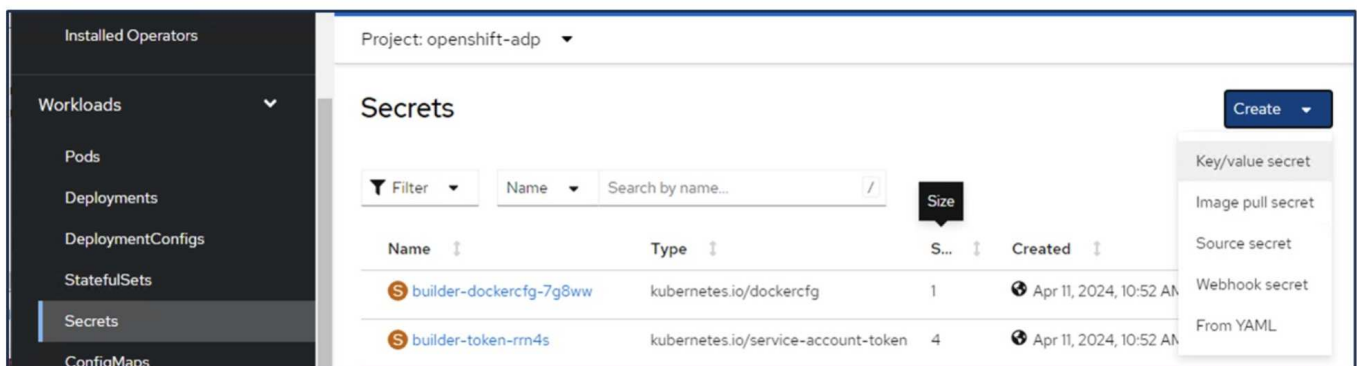 Installed Operators
Project: openshift-adp
Workloads
Secrets
Create
Pods
Key/value secret
Filter
Name
Search by name...
/
Size
Image pull secret
Deployments
DeploymentConfigs
Name
Type
S...
Created
Source secret
StatefulSets
S builder-dockercfg-7g8ww
kubernetes.io/dockercfg
1
Apr 11, 2024, 10:52 AM
Webhook secret
Secrets
S builder-token-rrn4s
kubernetes.io/service-account-token
4
Apr 11, 2024, 10:52 AM
From YAML
ConfigMaps